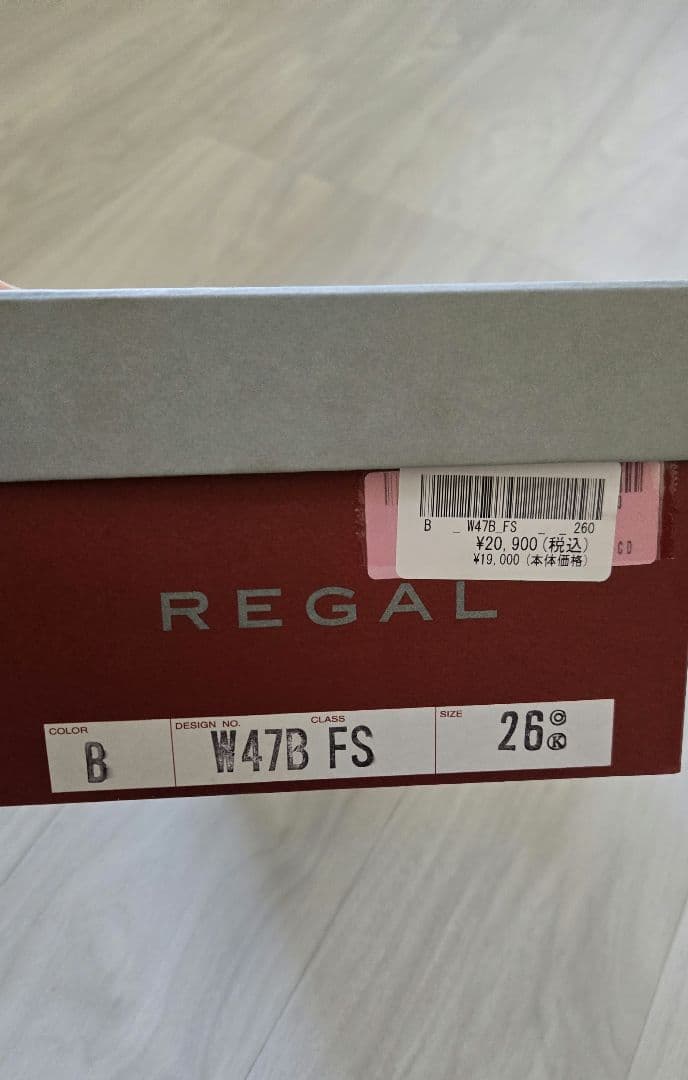 B _ W47B_FS _ _ 260
¥20,900(税込)
¥19,000 (本体価格)
CD
REGAL
COLOR
B
DESIGN NO.
CLASS
W47B FS
SIZE
26 ◎
Ⓚ